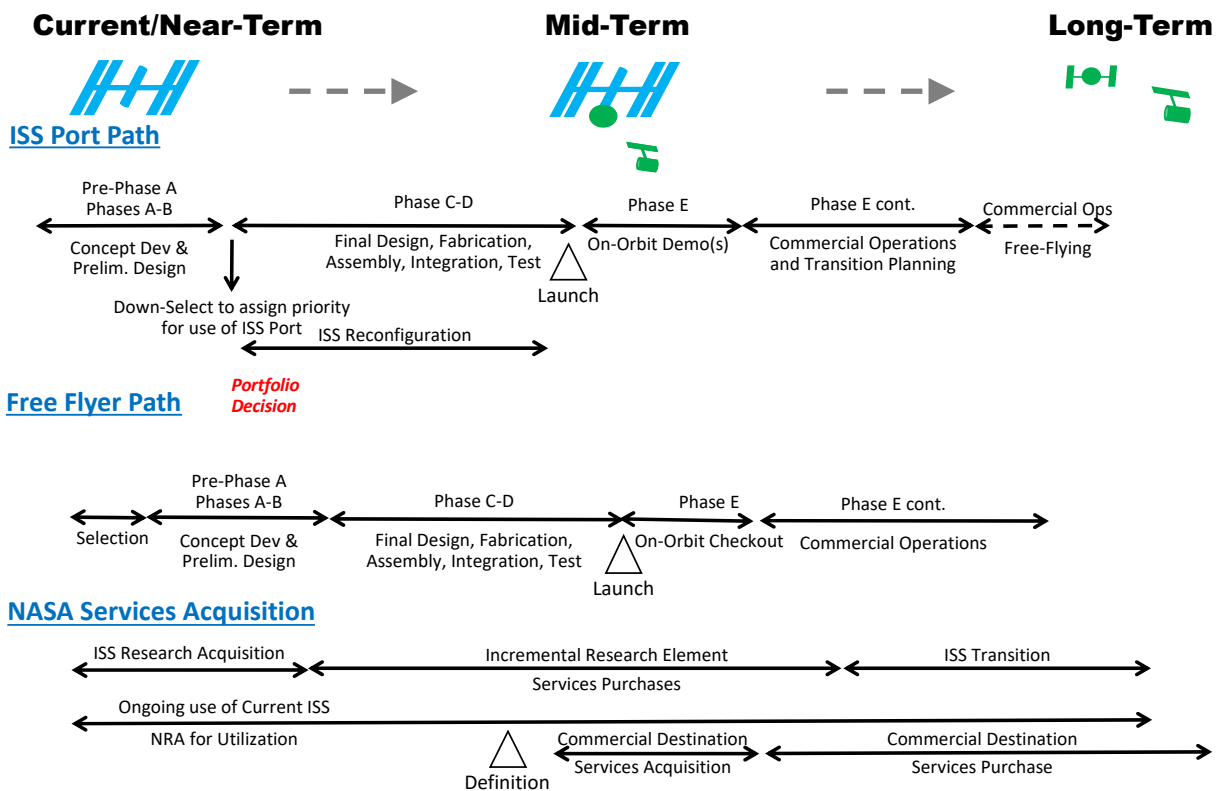 Current/Near-Term
Mid-Term
Long-Term
ISS Port Path
Pre-Phase A
Phases A-B
Concept Dev &
Prelim. Design
Phase C-D
Final Design, Fabrication,
Assembly, Integration, Test
Launch
Phase E
On-Orbit Demo(s)
Phase E cont.
Commercial Operations
and Transition Planning
Commercial Ops
Free-Flying
Down-Select to assign priority
for use of ISS Port
ISS Reconfiguration
Portfolio
Decision
Free Flyer Path
Selection
Pre-Phase A
Phases A-B
Concept Dev &
Prelim. Design
Phase C-D
Final Design, Fabrication,
Assembly, Integration, Test
Launch
Phase E
On-Orbit Checkout
Phase E cont.
Commercial Operations
NASA Services Acquisition
ISS Research Acquisition
Incremental Research Element
Services Purchases
ISS Transition
Ongoing use of Current ISS
NRA for Utilization
Definition
Commercial Destination
Services Acquisition
Commercial Destination
Services Purchase